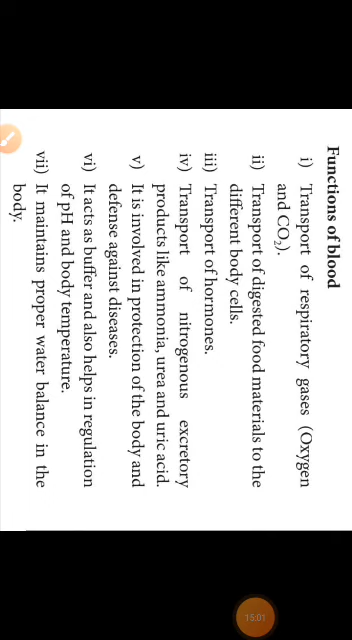 Functions of blood
i) Transport of respiratory gases (Oxygen
and CO₂).
ii) Transport of digested food materials to the
different body cells.
iii) Transport of hormones.
iv) Transport of nitrogenous excretory
products like ammonia, urea and uric acid.
v) It is involved in protection of the body and
defense against diseases.
vi) It acts as buffer and also helps in regulation
of pH and body temperature.
vii) It maintains proper water balance in the
body.
15:01